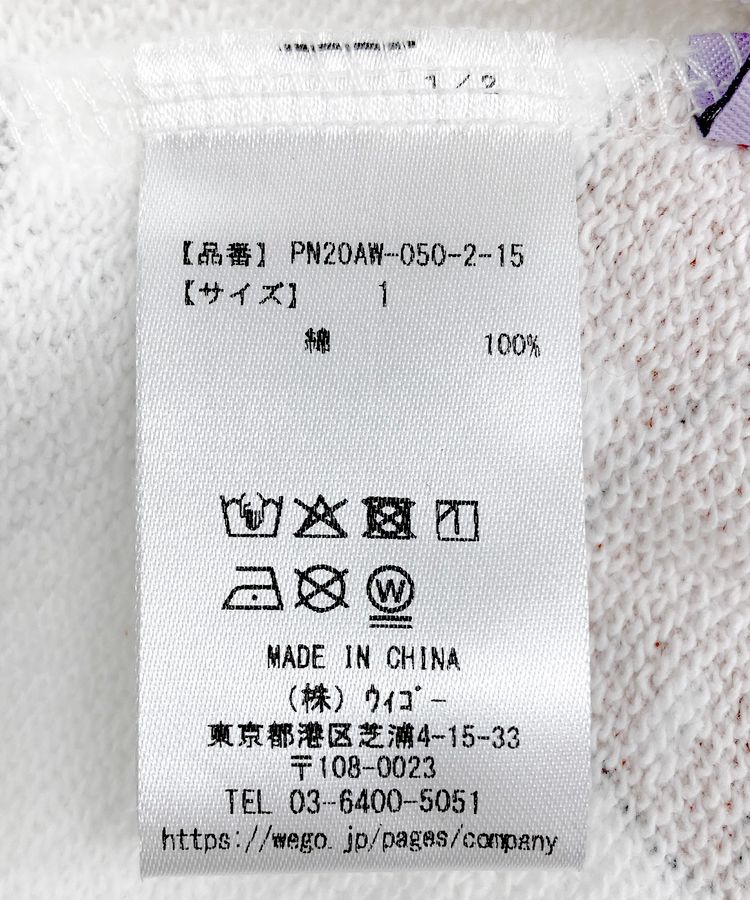 1/2
【品番】 PN20AW-050-2-15
【サイズ】 1
綿 100%
W
MADE IN CHINA
(株) ウィゴー
東京都港区芝浦4-15-33
〒108-0023
TEL 03-6400-5051
https://wego.jp/pages/company